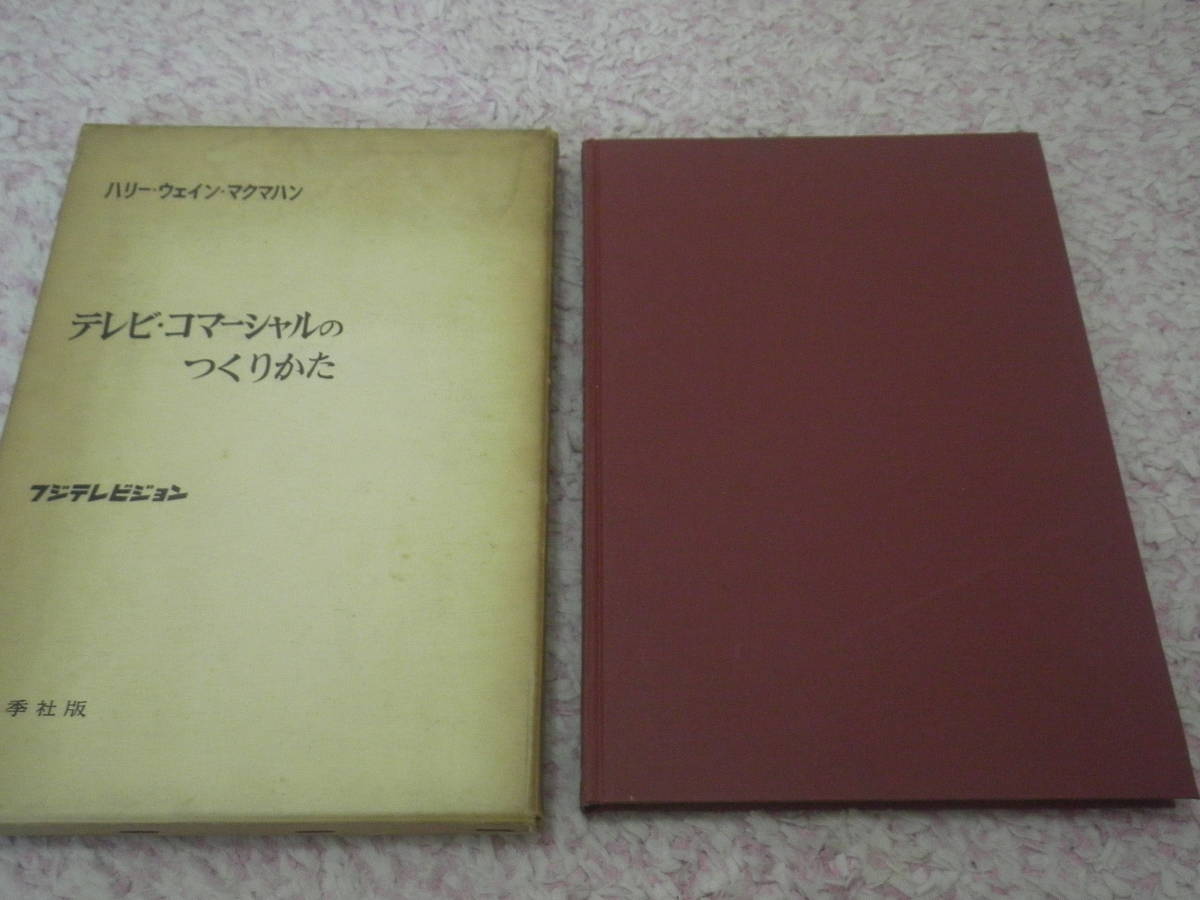 ハリー・ウェイン・マクマハン
テレビ・コマーシャルの
つくりかた
フジテレビジョン
季社版